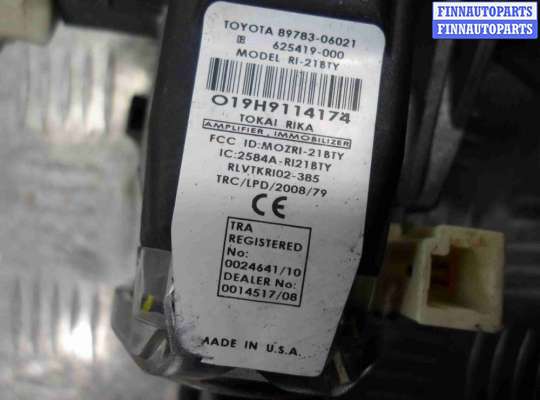 FINNAUTOPARTS
FINNAUTOPARTS
TOYOTA 89783-06021
625419-000
MODEL RI-21BTY
O19H9114174
TOKAI RIKA
AMPLIFIER, IMMOBILIZER
FCC ID:MOZRI-21BTY
IC:2584A-RI21BTY
RLVTKRI02-385
TRC/LPD/2008/79
CE
TRA
REGISTERED
No:
0024641/10
DEALER No:
0014517/08
MADE IN U.S.A.